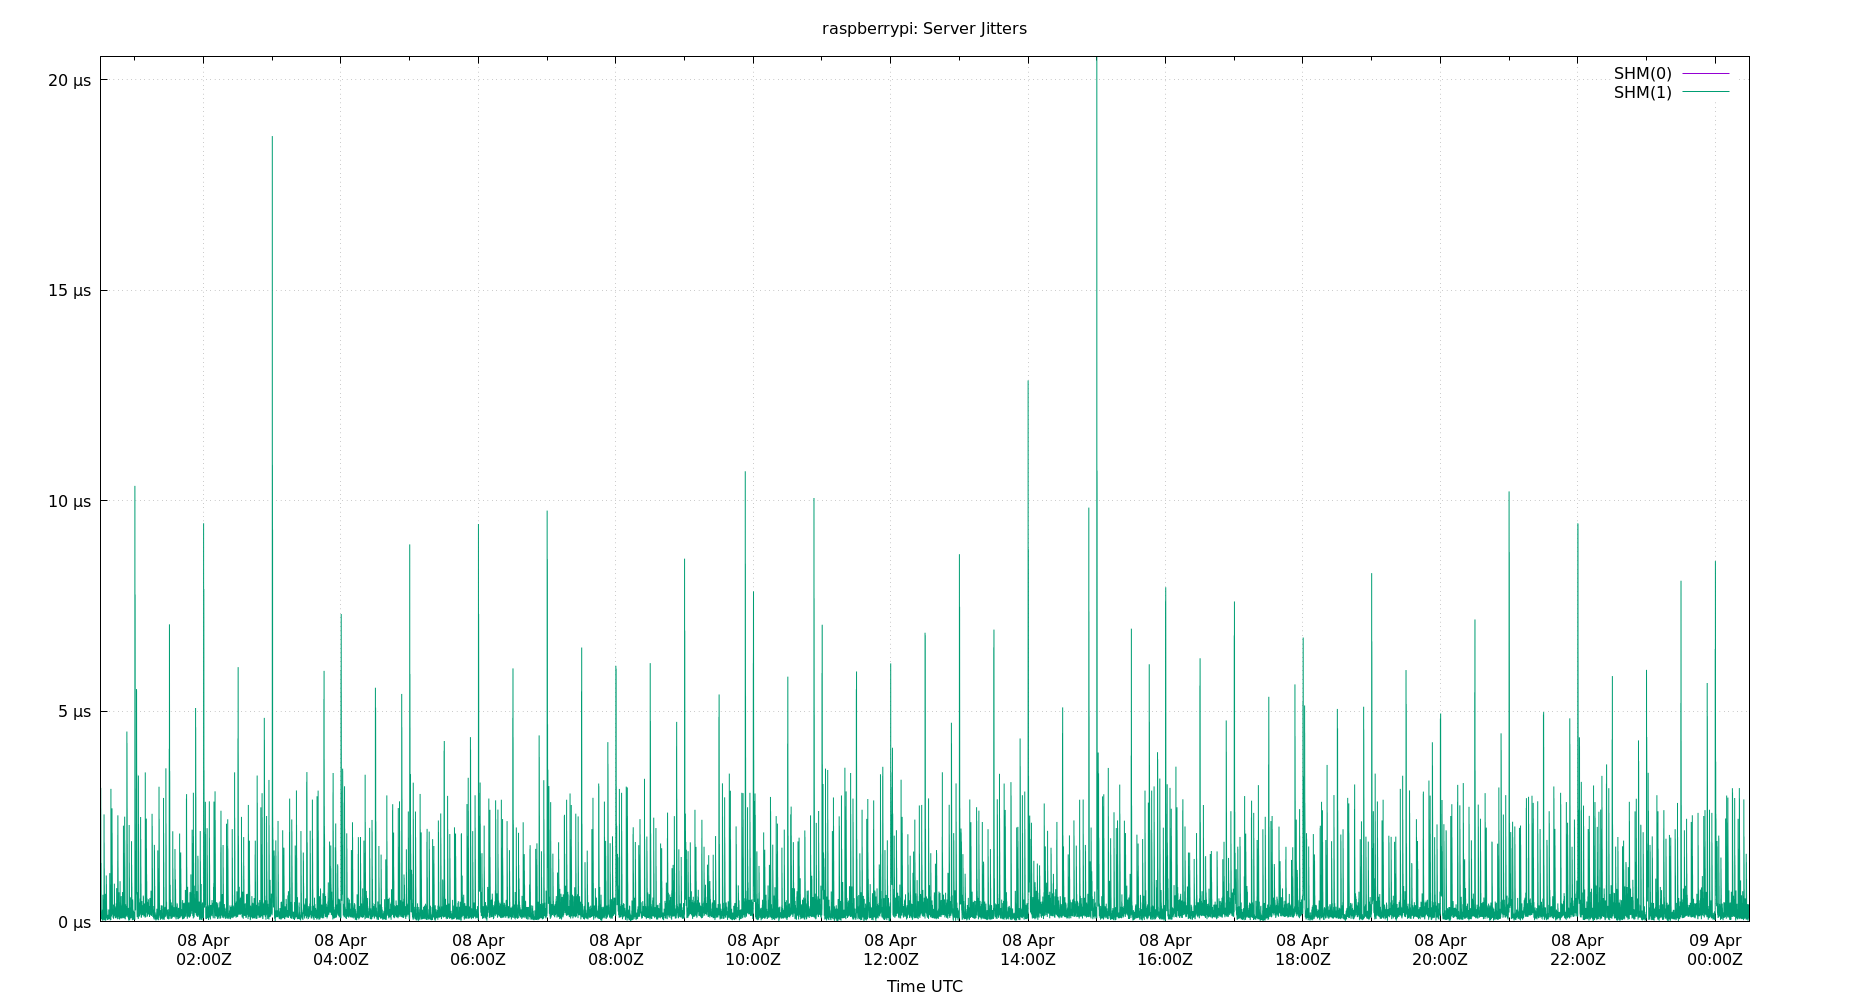 raspberrypi: Server Jitters
SHM(0)
SHM(1)
20 µs
15 µs
10 µs
5 µs
0 µs
08 Apr 08 Apr 08 Apr 08 Apr 08 Apr 08 Apr 08 Apr 08 Apr 08 Apr 08 Apr 08 Apr 09 Apr
02:00Z 04:00Z 06:00Z 08:00Z 10:00Z 12:00Z 14:00Z 16:00Z 18:00Z 20:00Z 22:00Z 00:00Z
Time UTC